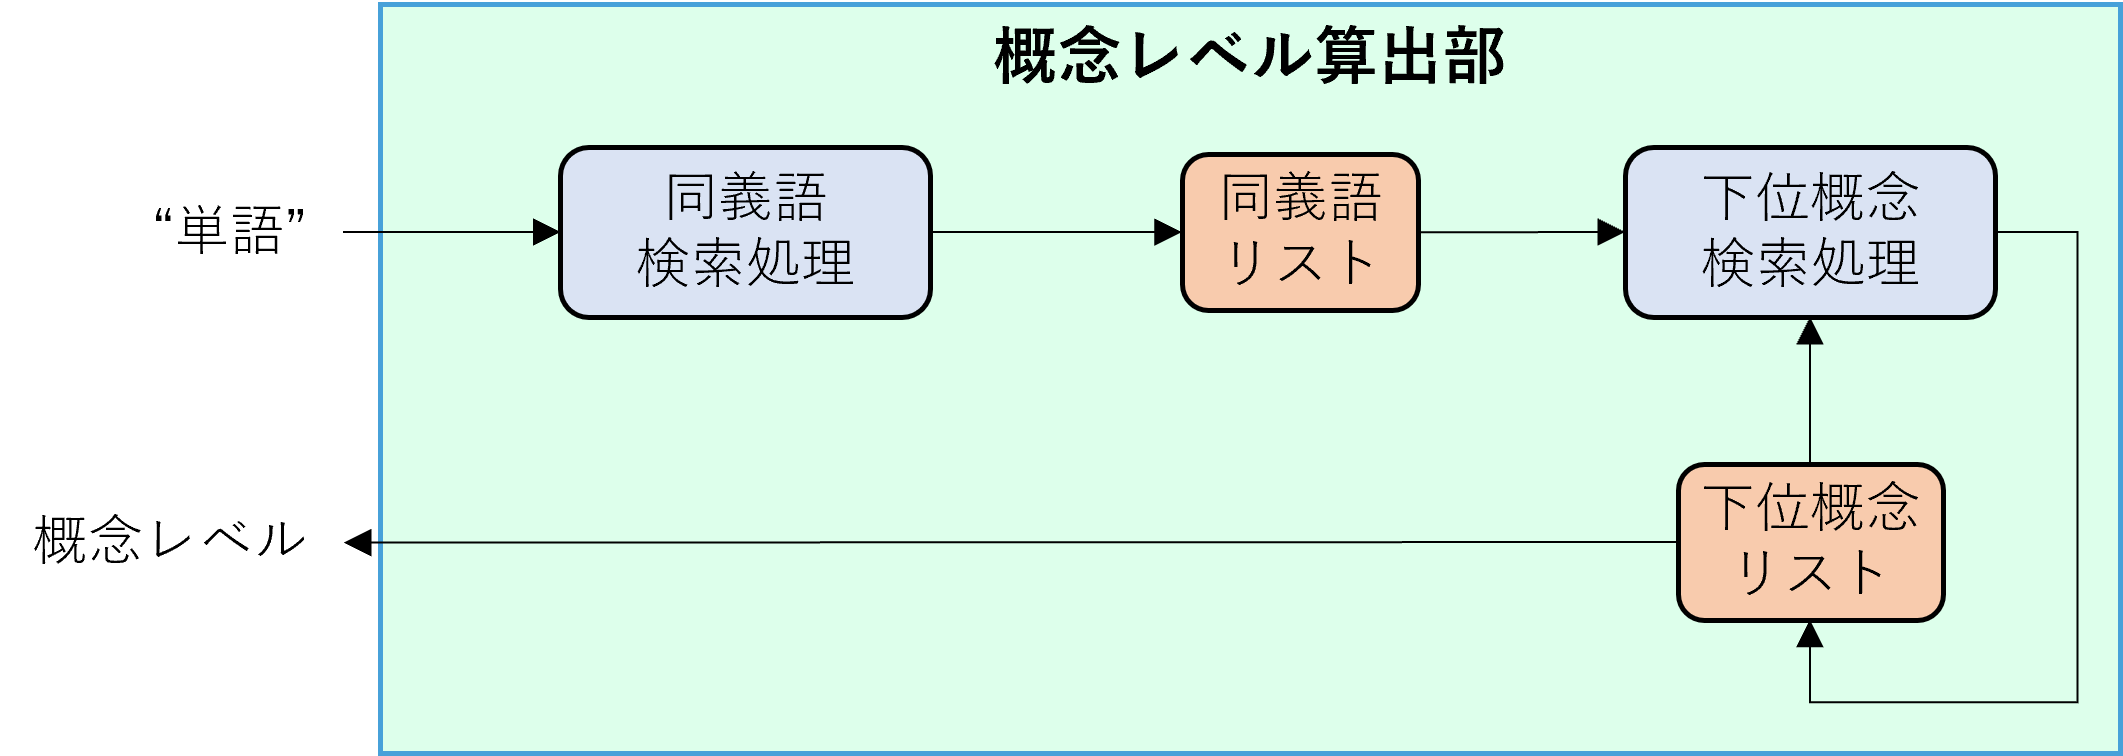 概念レベル算出部
“単語”
同義語
検索処理
同義語
リスト
下位概念
検索処理
概念レベル
下位概念
リスト